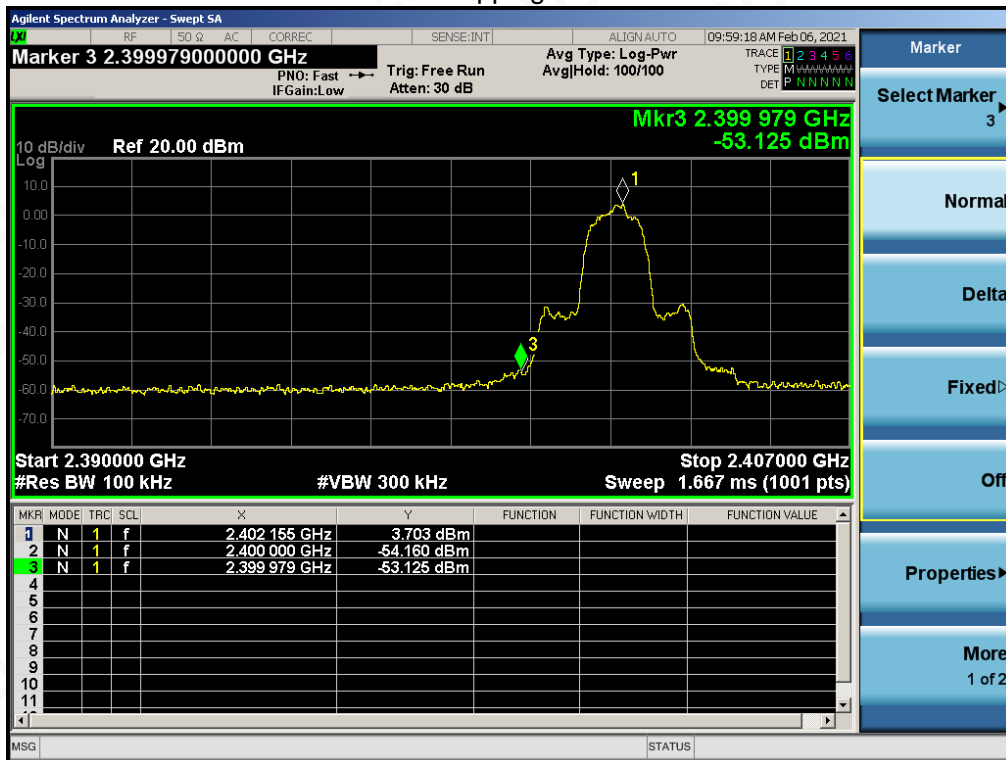 Agilent Spectrum Analyzer - Swept SA
LXI RF 50 Ω AC CORREC SENSE:INT ALIGN AUTO 09:59:18 AM Feb 06, 2021
Marker 3 2.399979000000 GHz
PNO: Fast
IFGain:Low
Trig: Free Run
Atten: 30 dB
Avg Type: Log-Pwr
Avg|Hold: 100/100
TRACE 1 2 3 4 5 6
TYPE M WWWWW
DET P N N N N N
Mkr3 2.399 979 GHz
-53.125 dBm
10 dB/div Ref 20.00 dBm
Log
10.0
0.00
-10.0
-20.0
-30.0
-40.0
-50.0
-60.0
-70.0
1
3
Start 2.390000 GHz Stop 2.407000 GHz
#Res BW 100 kHz #VBW 300 kHz Sweep 1.667 ms (1001 pts)
MKR MODE TRC SCL X Y FUNCTION FUNCTION WIDTH FUNCTION VALUE
1 N 1 f 2.402 155 GHz 3.703 dBm
2 N 1 f 2.400 000 GHz -54.160 dBm
3 N 1 f 2.399 979 GHz -53.125 dBm
4
5
6
7
8
9
10
11
MSG STATUS
Marker
Select Marker
3
Normal
Delta
Fixed
Off
Properties
More
1 of 2